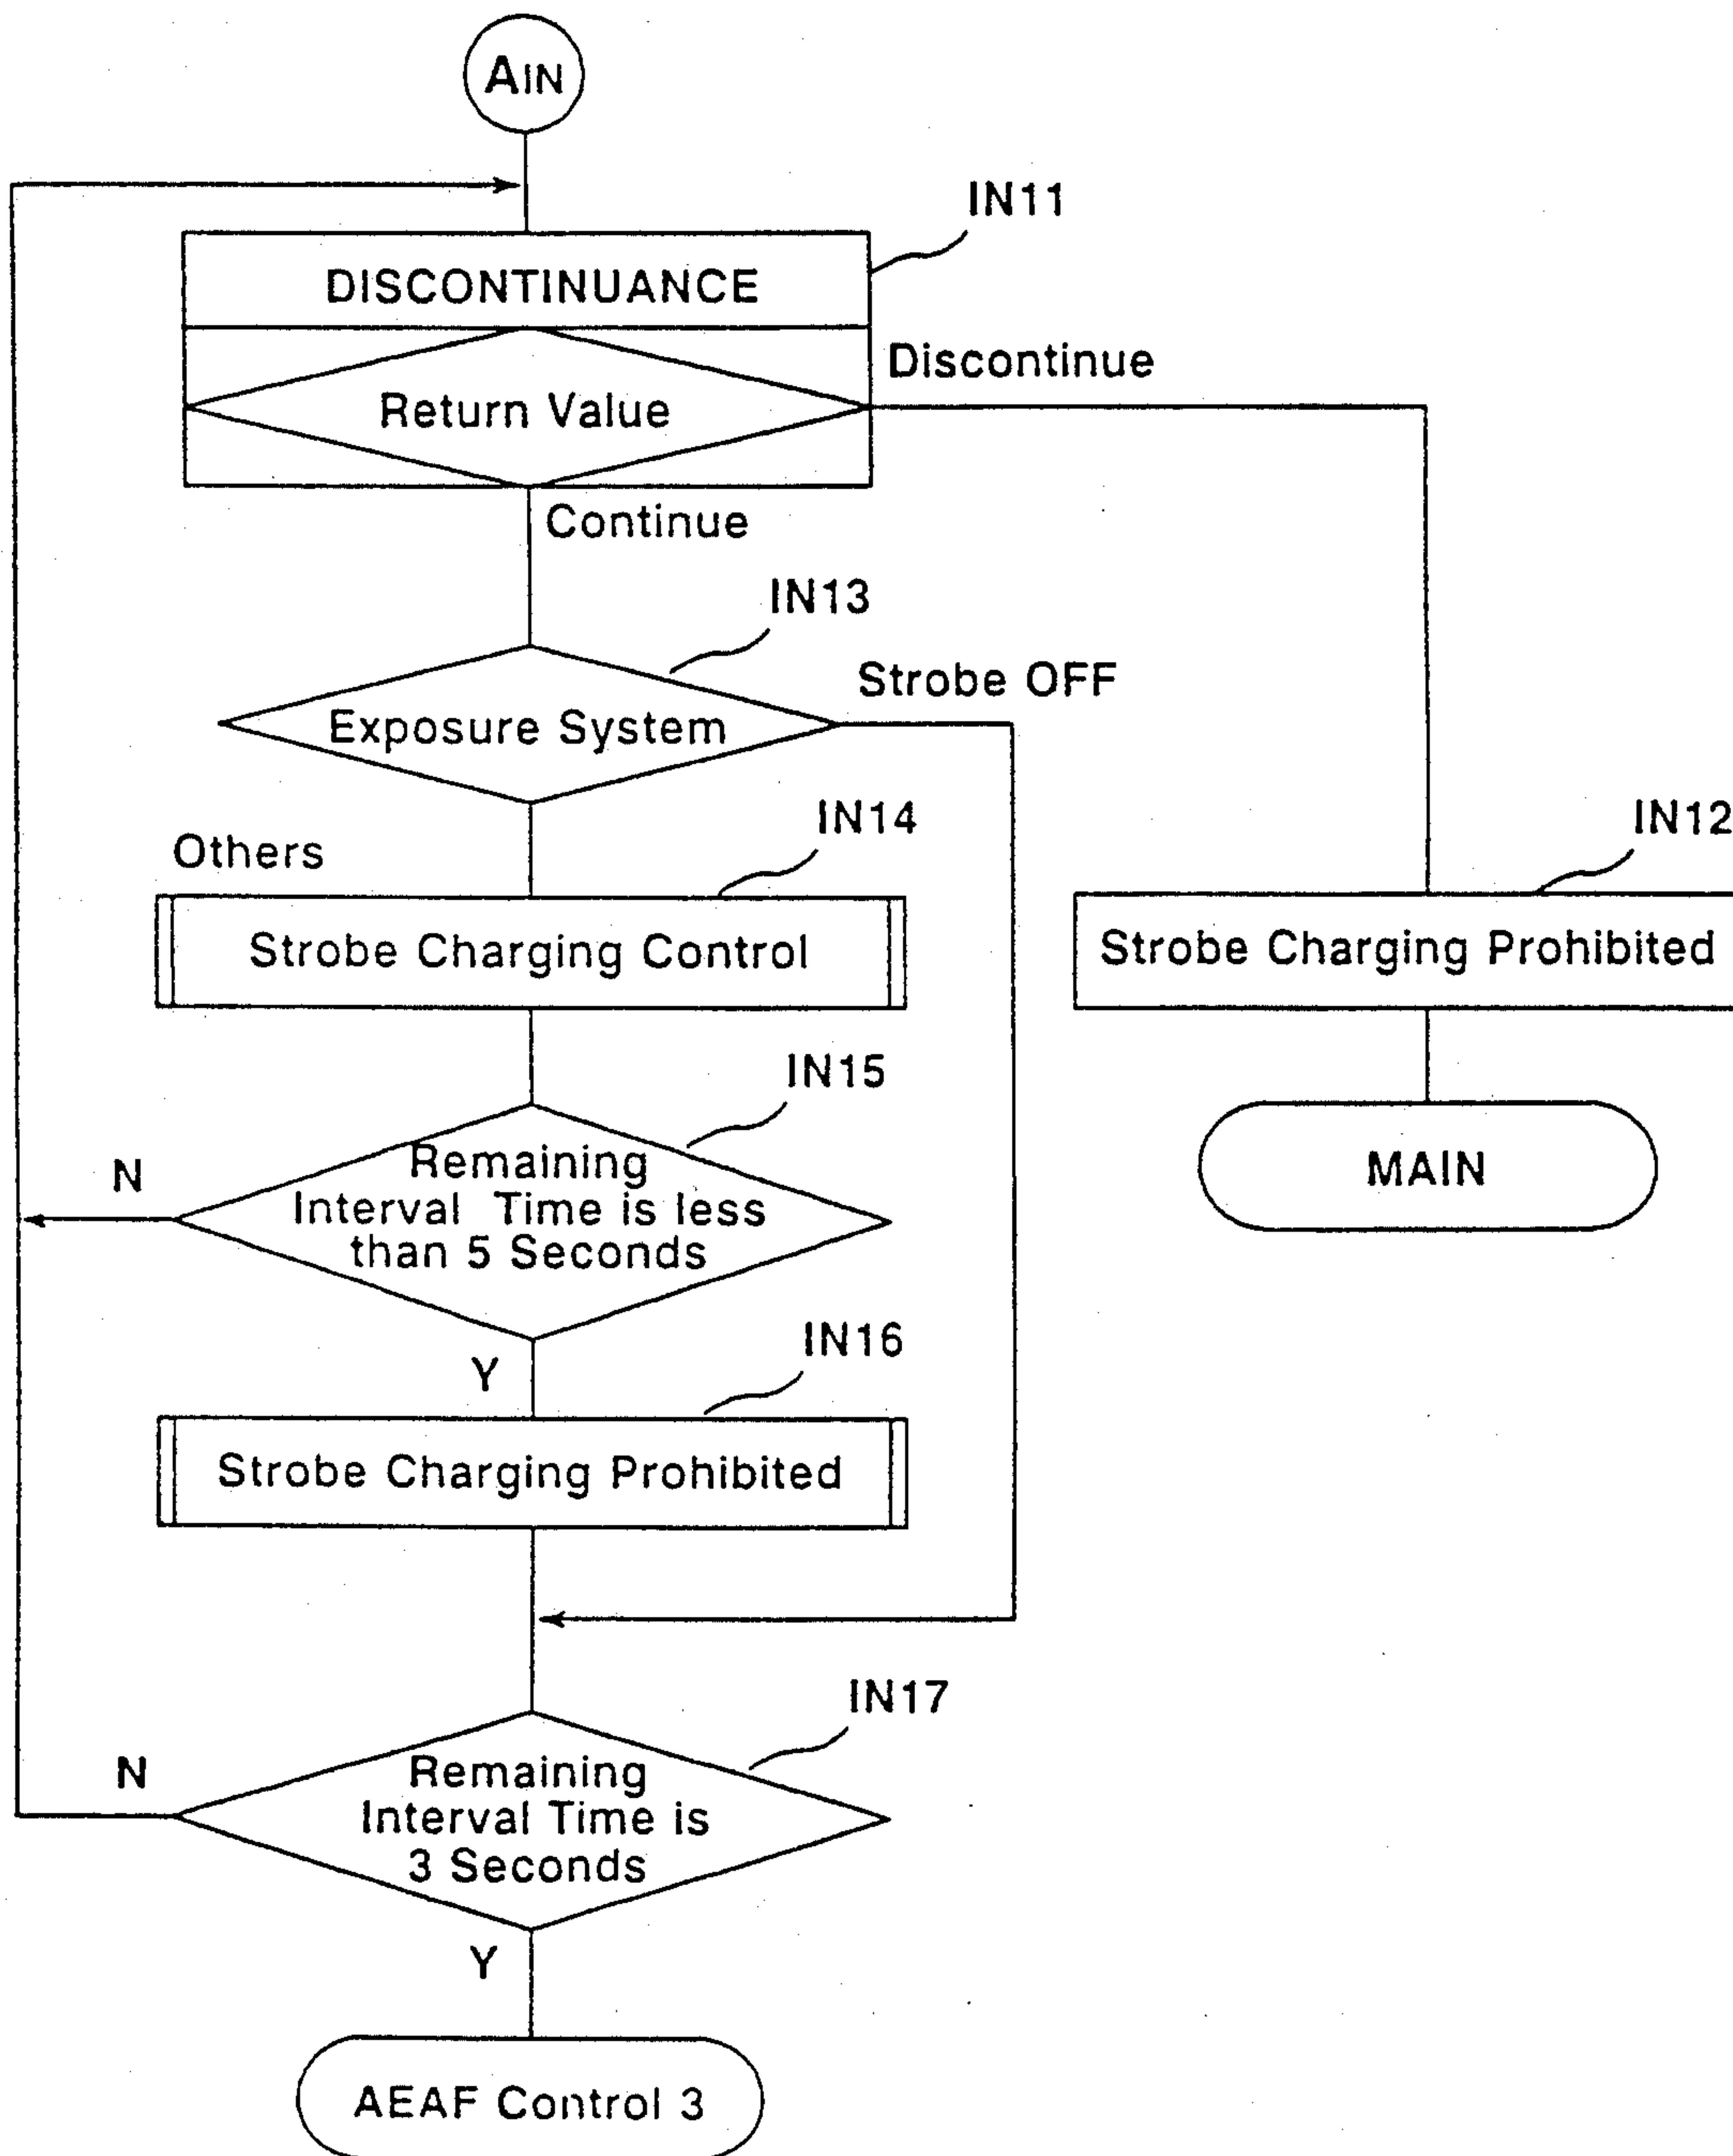 AIN
IN11
DISCONTINUANCE
Discontinue
Return Value
Continue
IN13
Strobe OFF
Exposure System
IN14
IN12
Others
Strobe Charging Control
Strobe Charging Prohibited
IN15
N
Remaining
Interval Time is less
than 5 Seconds
MAIN
IN16
Y
Strobe Charging Prohibited
IN17
N
Remaining
Interval Time is
3 Seconds
Y
AEAF Control 3